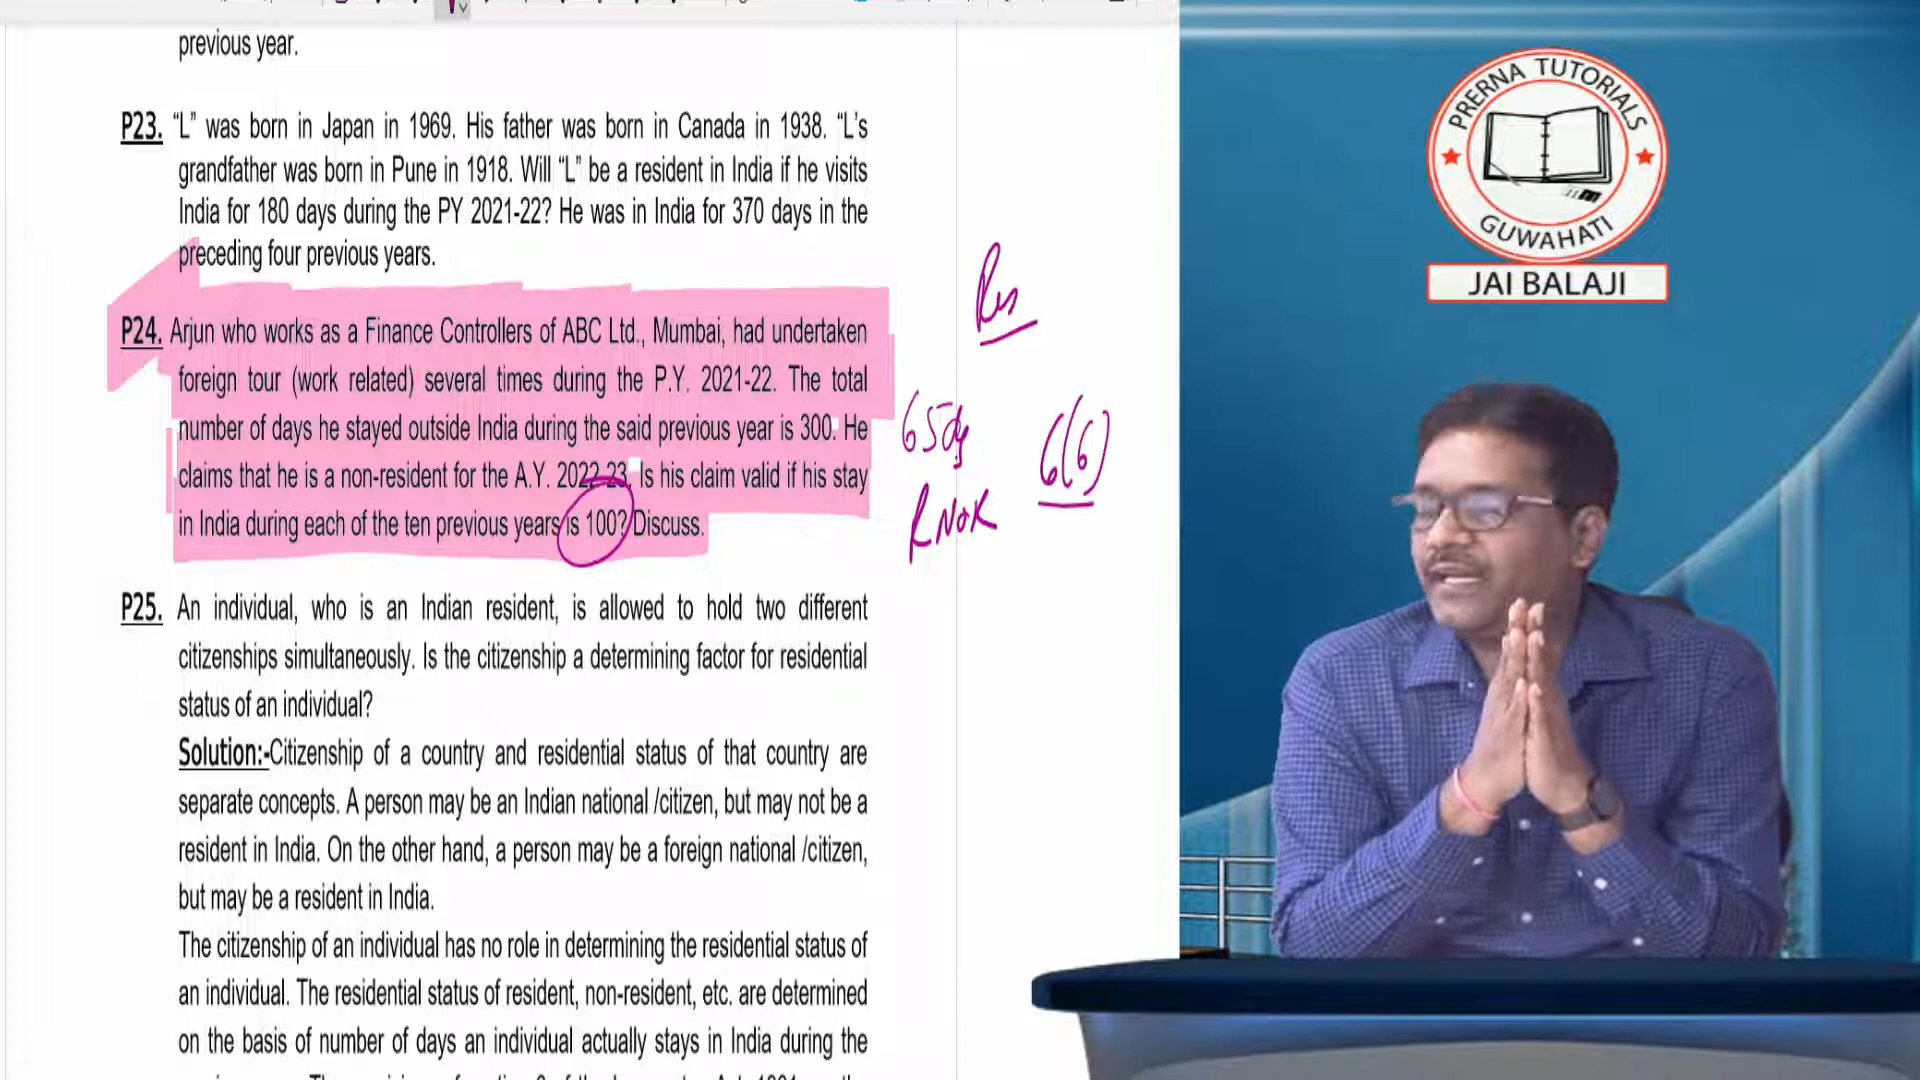 previous year.
P23. “L” was born in Japan in 1969. His father was born in Canada in 1938. “L’s
grandfather was born in Pune in 1918. Will “L” be a resident in India if he visits
India for 180 days during the PY 2021-22? He was in India for 370 days in the
preceding four previous years.
P24. Arjun who works as a Finance Controllers of ABC Ltd., Mumbai, had undertaken
foreign tour (work related) several times during the P.Y. 2021-22. The total
number of days he stayed outside India during the said previous year is 300. He
claims that he is a non-resident for the A.Y. 2022-23. Is his claim valid if his stay
in India during each of the ten previous years is 100? Discuss.
Res
65 dys
6(6)
RNOR
P25. An individual, who is an Indian resident, is allowed to hold two different
citizenships simultaneously. Is the citizenship a determining factor for residential
status of an individual?
Solution:-Citizenship of a country and residential status of that country are
separate concepts. A person may be an Indian national /citizen, but may not be a
resident in India. On the other hand, a person may be a foreign national /citizen,
but may be a resident in India.
The citizenship of an individual has no role in determining the residential status of
an individual. The residential status of resident, non-resident, etc. are determined
on the basis of number of days an individual actually stays in India during the
PRERNA TUTORIALS
GUWAHATI
JAI BALAJI